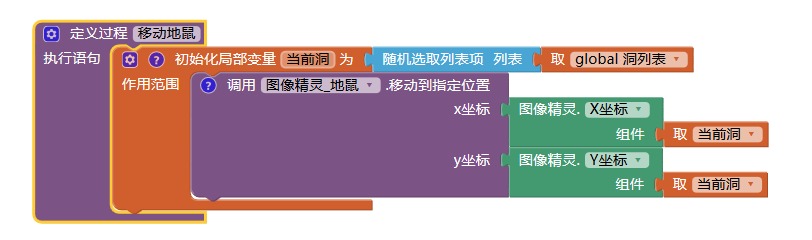 定义过程 移动地鼠
执行语句 ? 初始化局部变量 当前洞 为 随机选取列表项 列表 取 global 洞列表
作用范围 ? 调用 图像精灵_地鼠 .移动到指定位置
x坐标 图像精灵. X坐标
组件 取 当前洞
y坐标 图像精灵. Y坐标
组件 取 当前洞